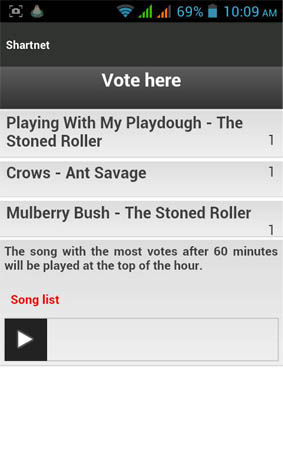 69% 10:09 AM
Shartnet
Vote here
Playing With My Playdough - The
Stoned Roller 1
Crows - Ant Savage 1
Mulberry Bush - The Stoned Roller
1
The song with the most votes after 60 minutes
will be played at the top of the hour.
Song list